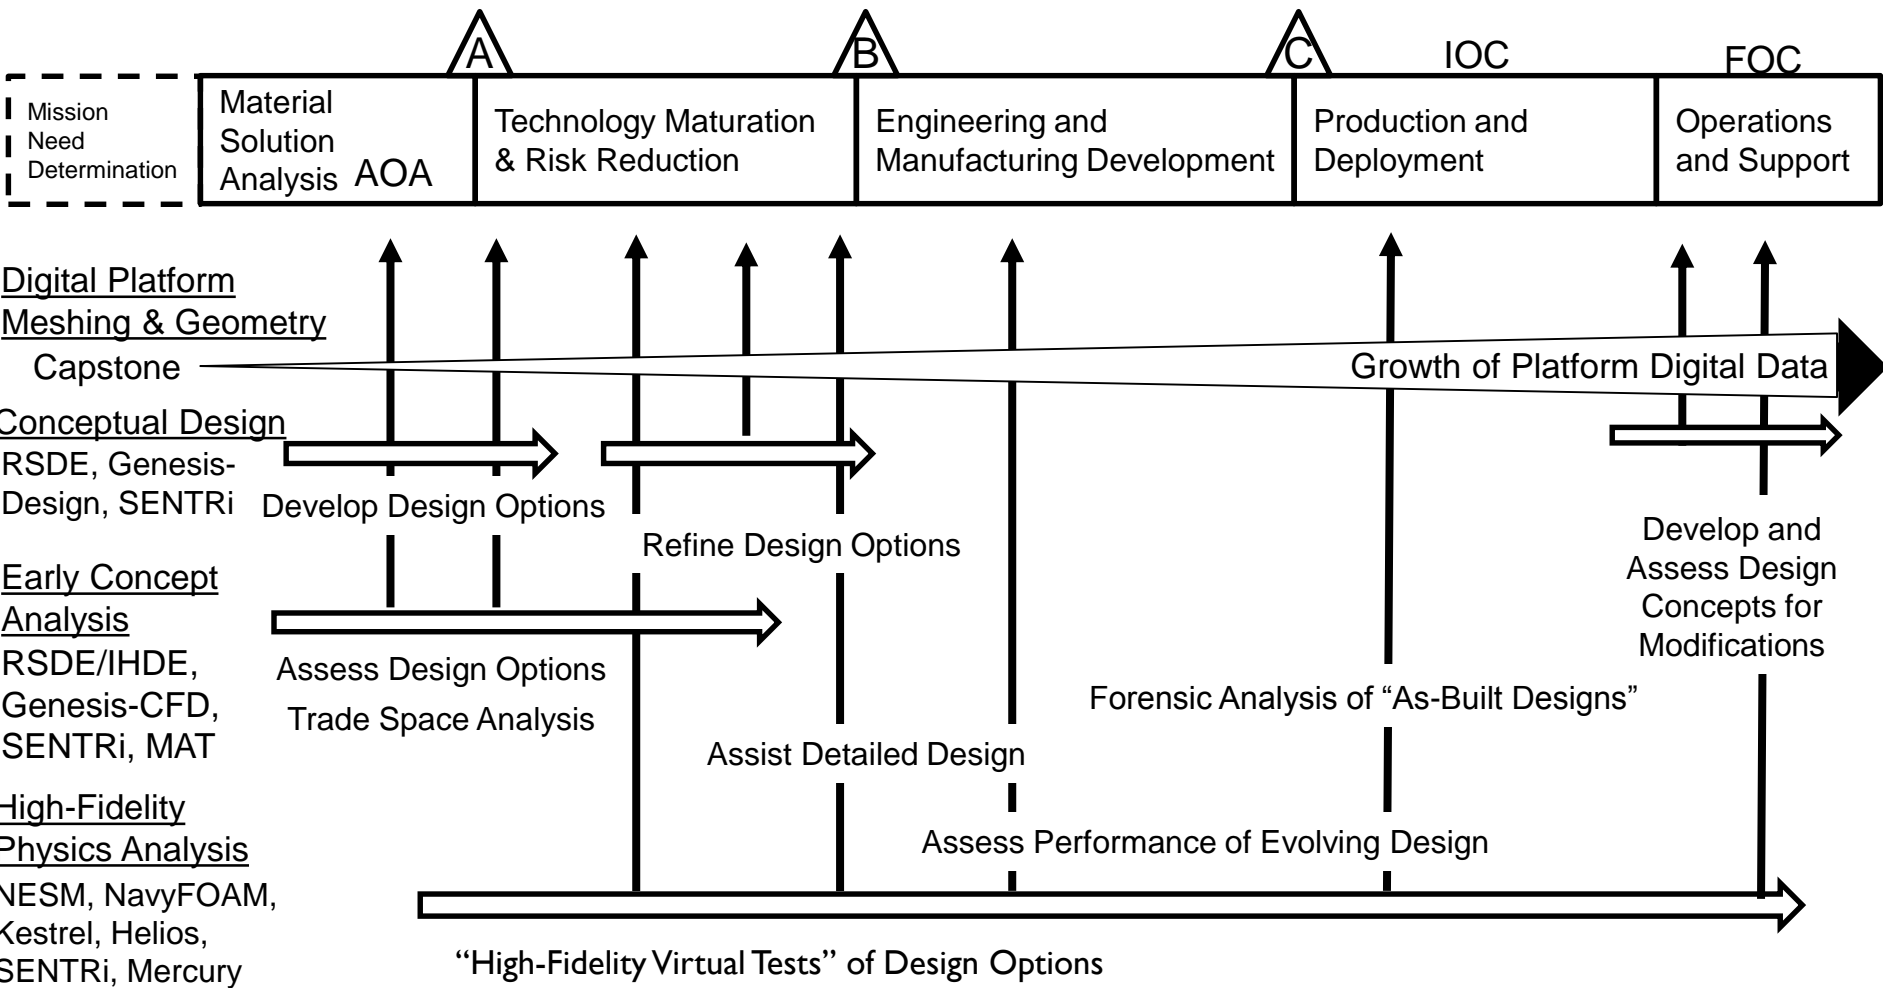 A
B
C
IOC
FOC
Mission
Need
Determination
Material
Solution
Analysis AOA
Technology Maturation
& Risk Reduction
Engineering and
Manufacturing Development
Production and
Deployment
Operations
and Support
Digital Platform
Meshing & Geometry
Capstone
Growth of Platform Digital Data
Conceptual Design
RSDE, Genesis-
Design, SENTRi
Develop Design Options
Refine Design Options
Develop and
Assess Design
Concepts for
Modifications
Early Concept
Analysis
RSDE/IHDE,
Genesis-CFD,
SENTRi, MAT
Assess Design Options
Trade Space Analysis
Forensic Analysis of “As-Built Designs”
Assist Detailed Design
High-Fidelity
Physics Analysis
NESM, NavyFOAM,
Kestrel, Helios,
SENTRi, Mercury
Assess Performance of Evolving Design
“High-Fidelity Virtual Tests” of Design Options